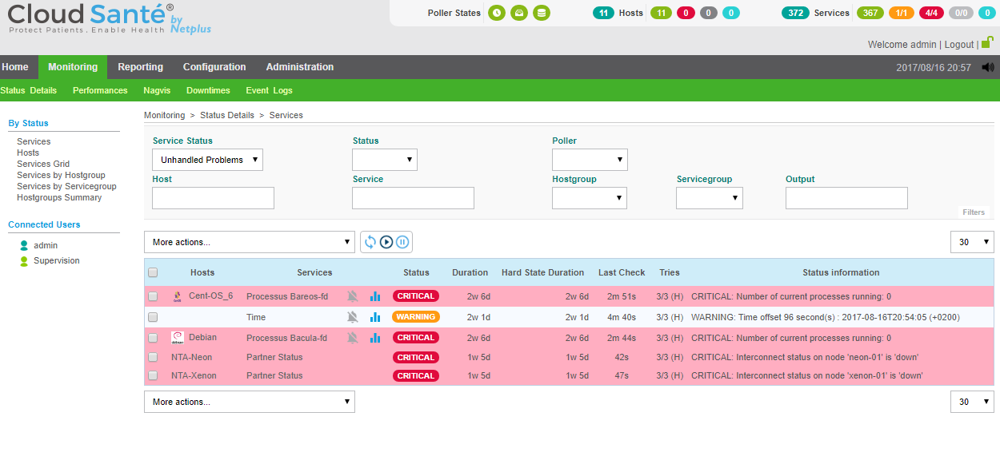 Cloud Santé® by Netplus
Protect Patients. Enable Health
Poller States
11 Hosts 11 0 0 0
372 Services 367 1/1 4/4 0/0 0
Welcome admin | Logout |
Home Monitoring Reporting Configuration Administration
2017/08/16 20:57
Status Details Performances Nagvis Downtimes Event Logs
By Status
Services
Hosts
Services Grid
Services by Hostgroup
Services by Servicegroup
Hostgroups Summary
Connected Users
admin
Supervision
Monitoring > Status Details > Services
Service Status Status Poller
Unhandled Problems
Host Service Hostgroup Servicegroup Output
Filters
More actions... 30
Hosts Services Status Duration Hard State Duration Last Check Tries Status information
Cent-OS_6 Processus Bareos-fd CRITICAL 2w 6d 2w 6d 2m 51s 3/3 (H) CRITICAL: Number of current processes running: 0
Time WARNING 2w 1d 2w 1d 4m 40s 3/3 (H) WARNING: Time offset 96 second(s) : 2017-08-16T20:54:05 (+0200)
Debian Processus Bacula-fd CRITICAL 2w 6d 2w 6d 2m 44s 3/3 (H) CRITICAL: Number of current processes running: 0
NTA-Neon Partner Status CRITICAL 1w 5d 1w 5d 42s 3/3 (H) CRITICAL: Interconnect status on node 'neon-01' is 'down'
NTA-Xenon Partner Status CRITICAL 1w 5d 1w 5d 47s 3/3 (H) CRITICAL: Interconnect status on node 'xenon-01' is 'down'
More actions... 30